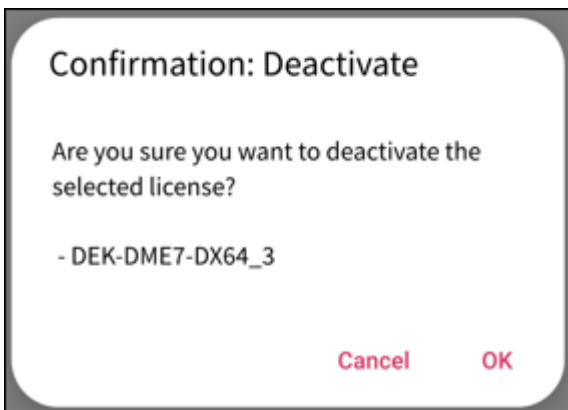 Confirmation: Deactivate
Are you sure you want to deactivate the
selected license?
- DEK-DME7-DX64_3
Cancel OK